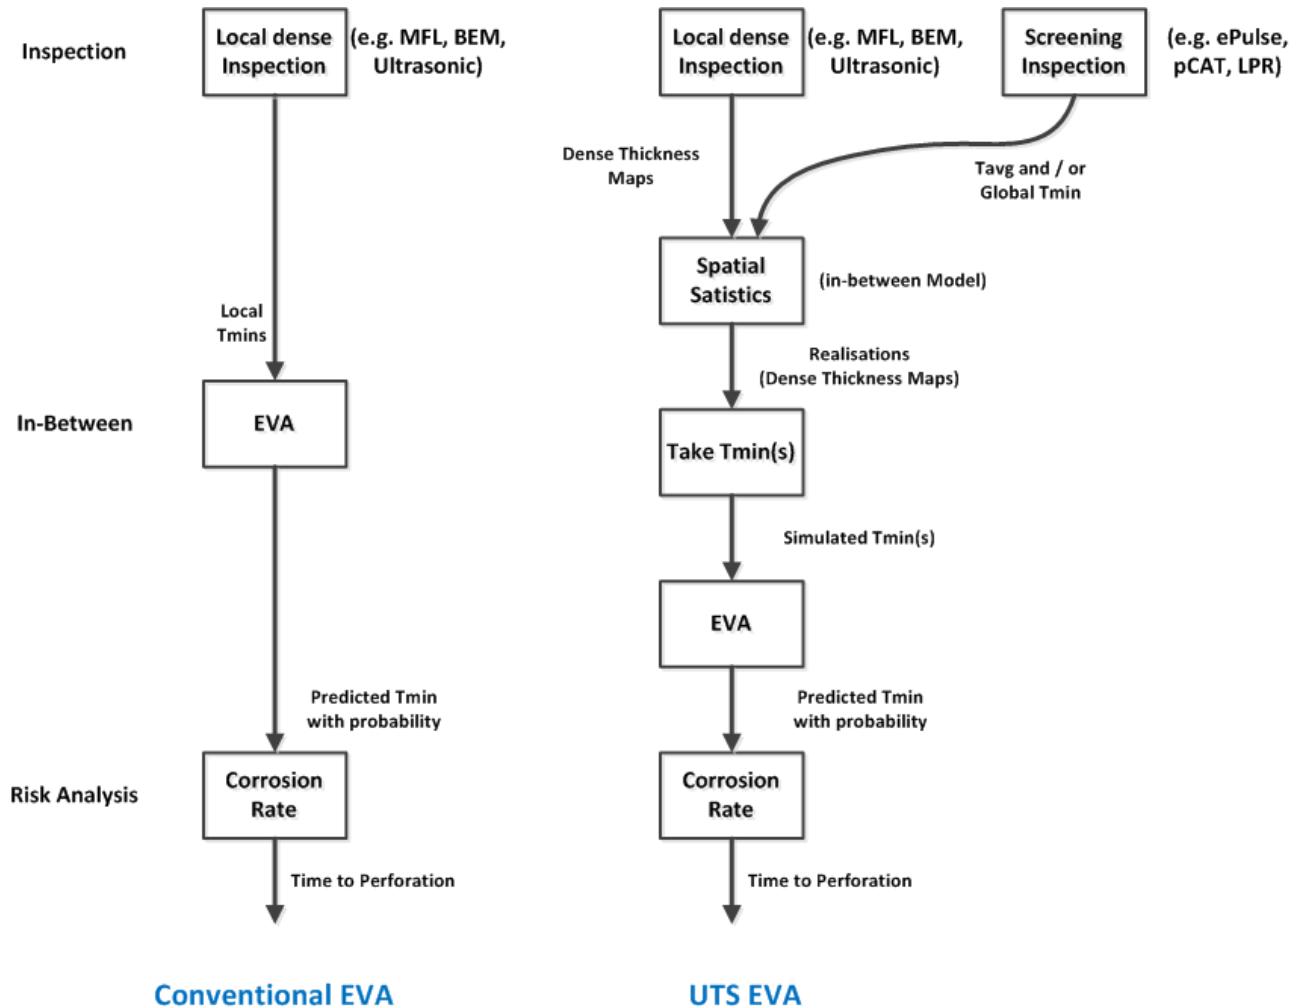 Inspection
Local dense
Inspection
(e.g. MFL, BEM,
Ultrasonic)
Local dense
Inspection
(e.g. MFL, BEM,
Ultrasonic)
Screening
Inspection
(e.g. ePulse,
pCAT, LPR)
Dense Thickness
Maps
Tavg and / or
Global Tmin
Spatial
Satistics
(in-between Model)
Local
Tmins
Realisations
(Dense Thickness Maps)
In-Between
EVA
Take Tmin(s)
Simulated Tmin(s)
EVA
Predicted Tmin
with probability
Predicted Tmin
with probability
Risk Analysis
Corrosion
Rate
Corrosion
Rate
Time to Perforation
Time to Perforation
Conventional EVA
UTS EVA